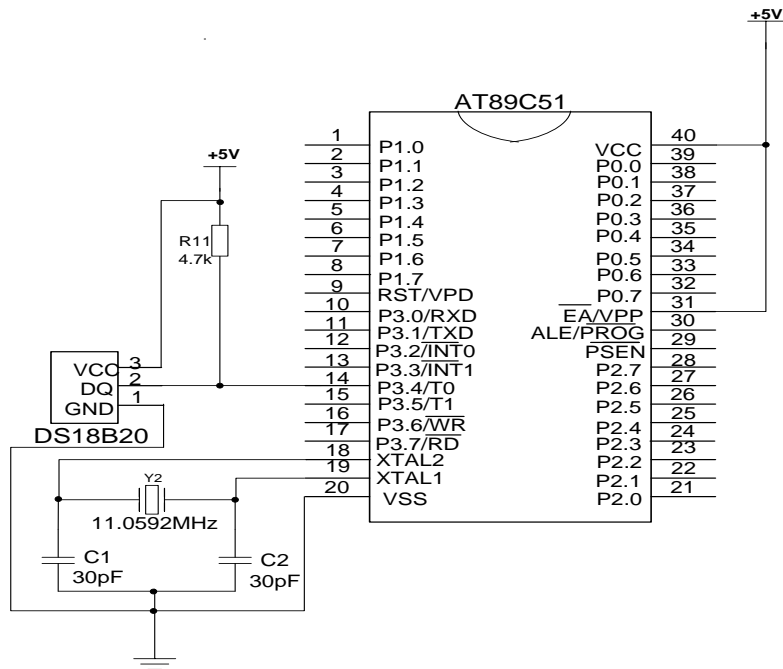 +5V
AT89C51
+5V
R11
4.7k
1 P1.0
2 P1.1
3 P1.2
4 P1.3
5 P1.4
6 P1.5
7 P1.6
8 P1.7
9 RST/VPD
10 P3.0/RXD
11 P3.1/TXD
12 P3.2/INT0
13 P3.3/INT1
14 P3.4/T0
15 P3.5/T1
16 P3.6/WR
17 P3.7/RD
18 XTAL2
19 XTAL1
20 VSS
VCC 40
P0.0 39
P0.1 38
P0.2 37
P0.3 36
P0.4 35
P0.5 34
P0.6 33
P0.7 32
EA/VPP 31
ALE/PROG 30
PSEN 29
P2.7 28
P2.6 27
P2.5 26
P2.4 25
P2.3 24
P2.2 23
P2.1 22
P2.0 21
VCC 3
DQ 2
GND 1
DS18B20
Y2
11.0592MHz
C1
30pF
C2
30pF